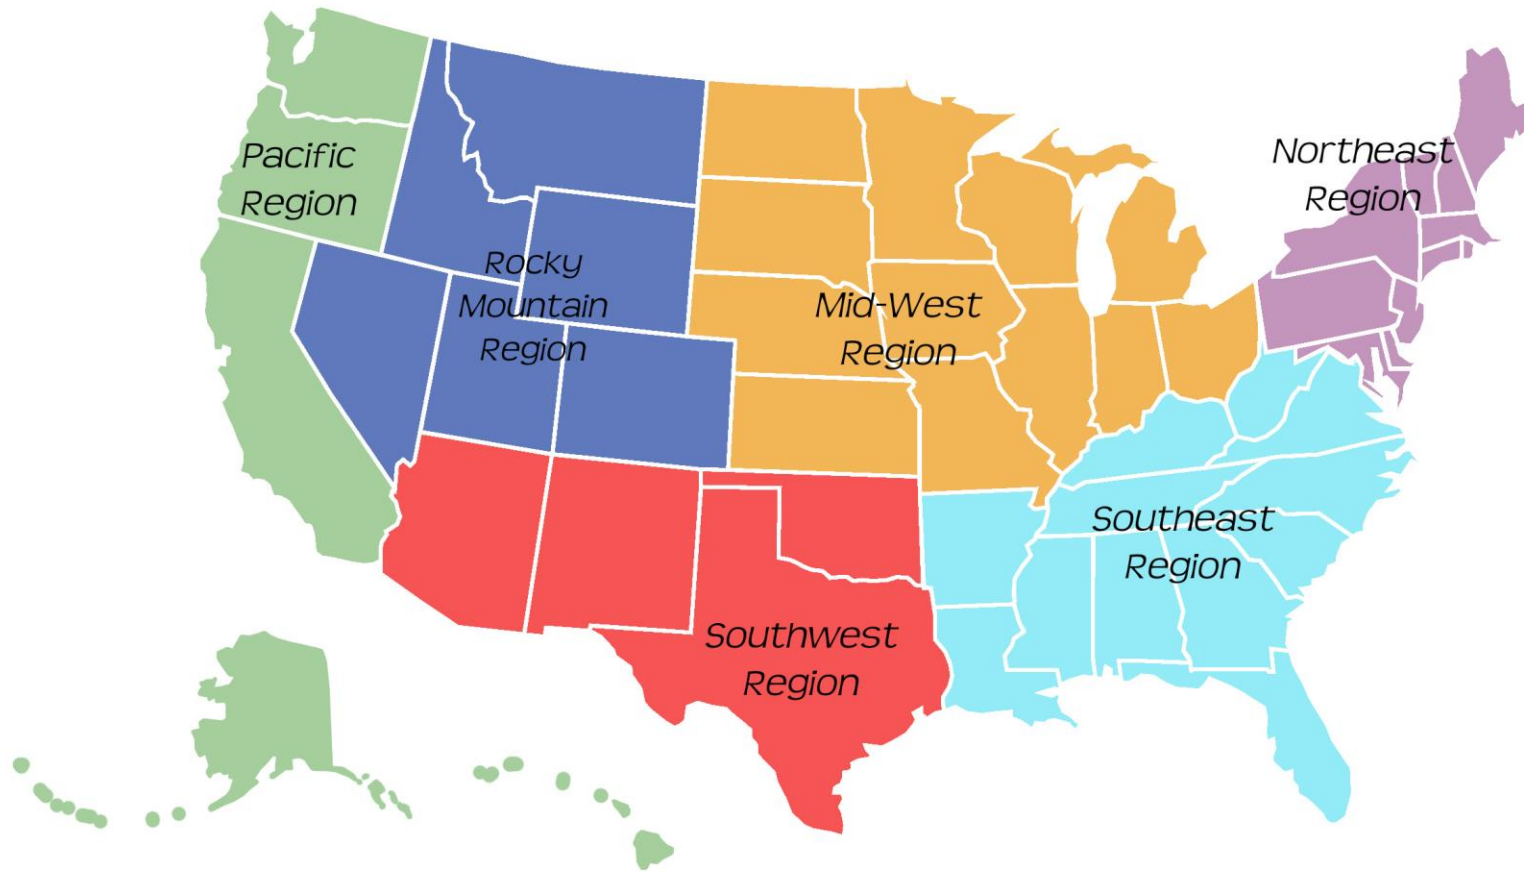 Pacific
Region
Rocky
Mountain
Region
Mid-West
Region
Northeast
Region
Southwest
Region
Southeast
Region